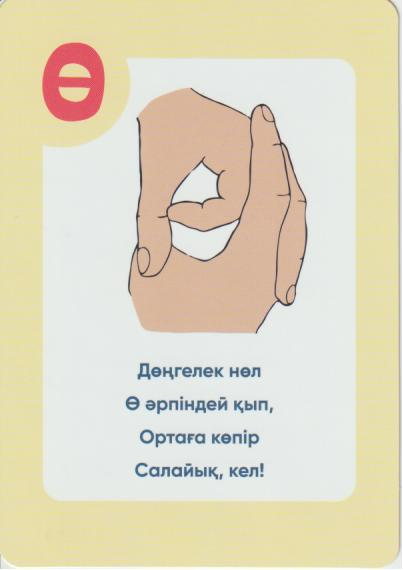 Ө
Дөңгелек нөл
Ө әрпіндей қып,
Ортаға көпір
Салайық, кел!